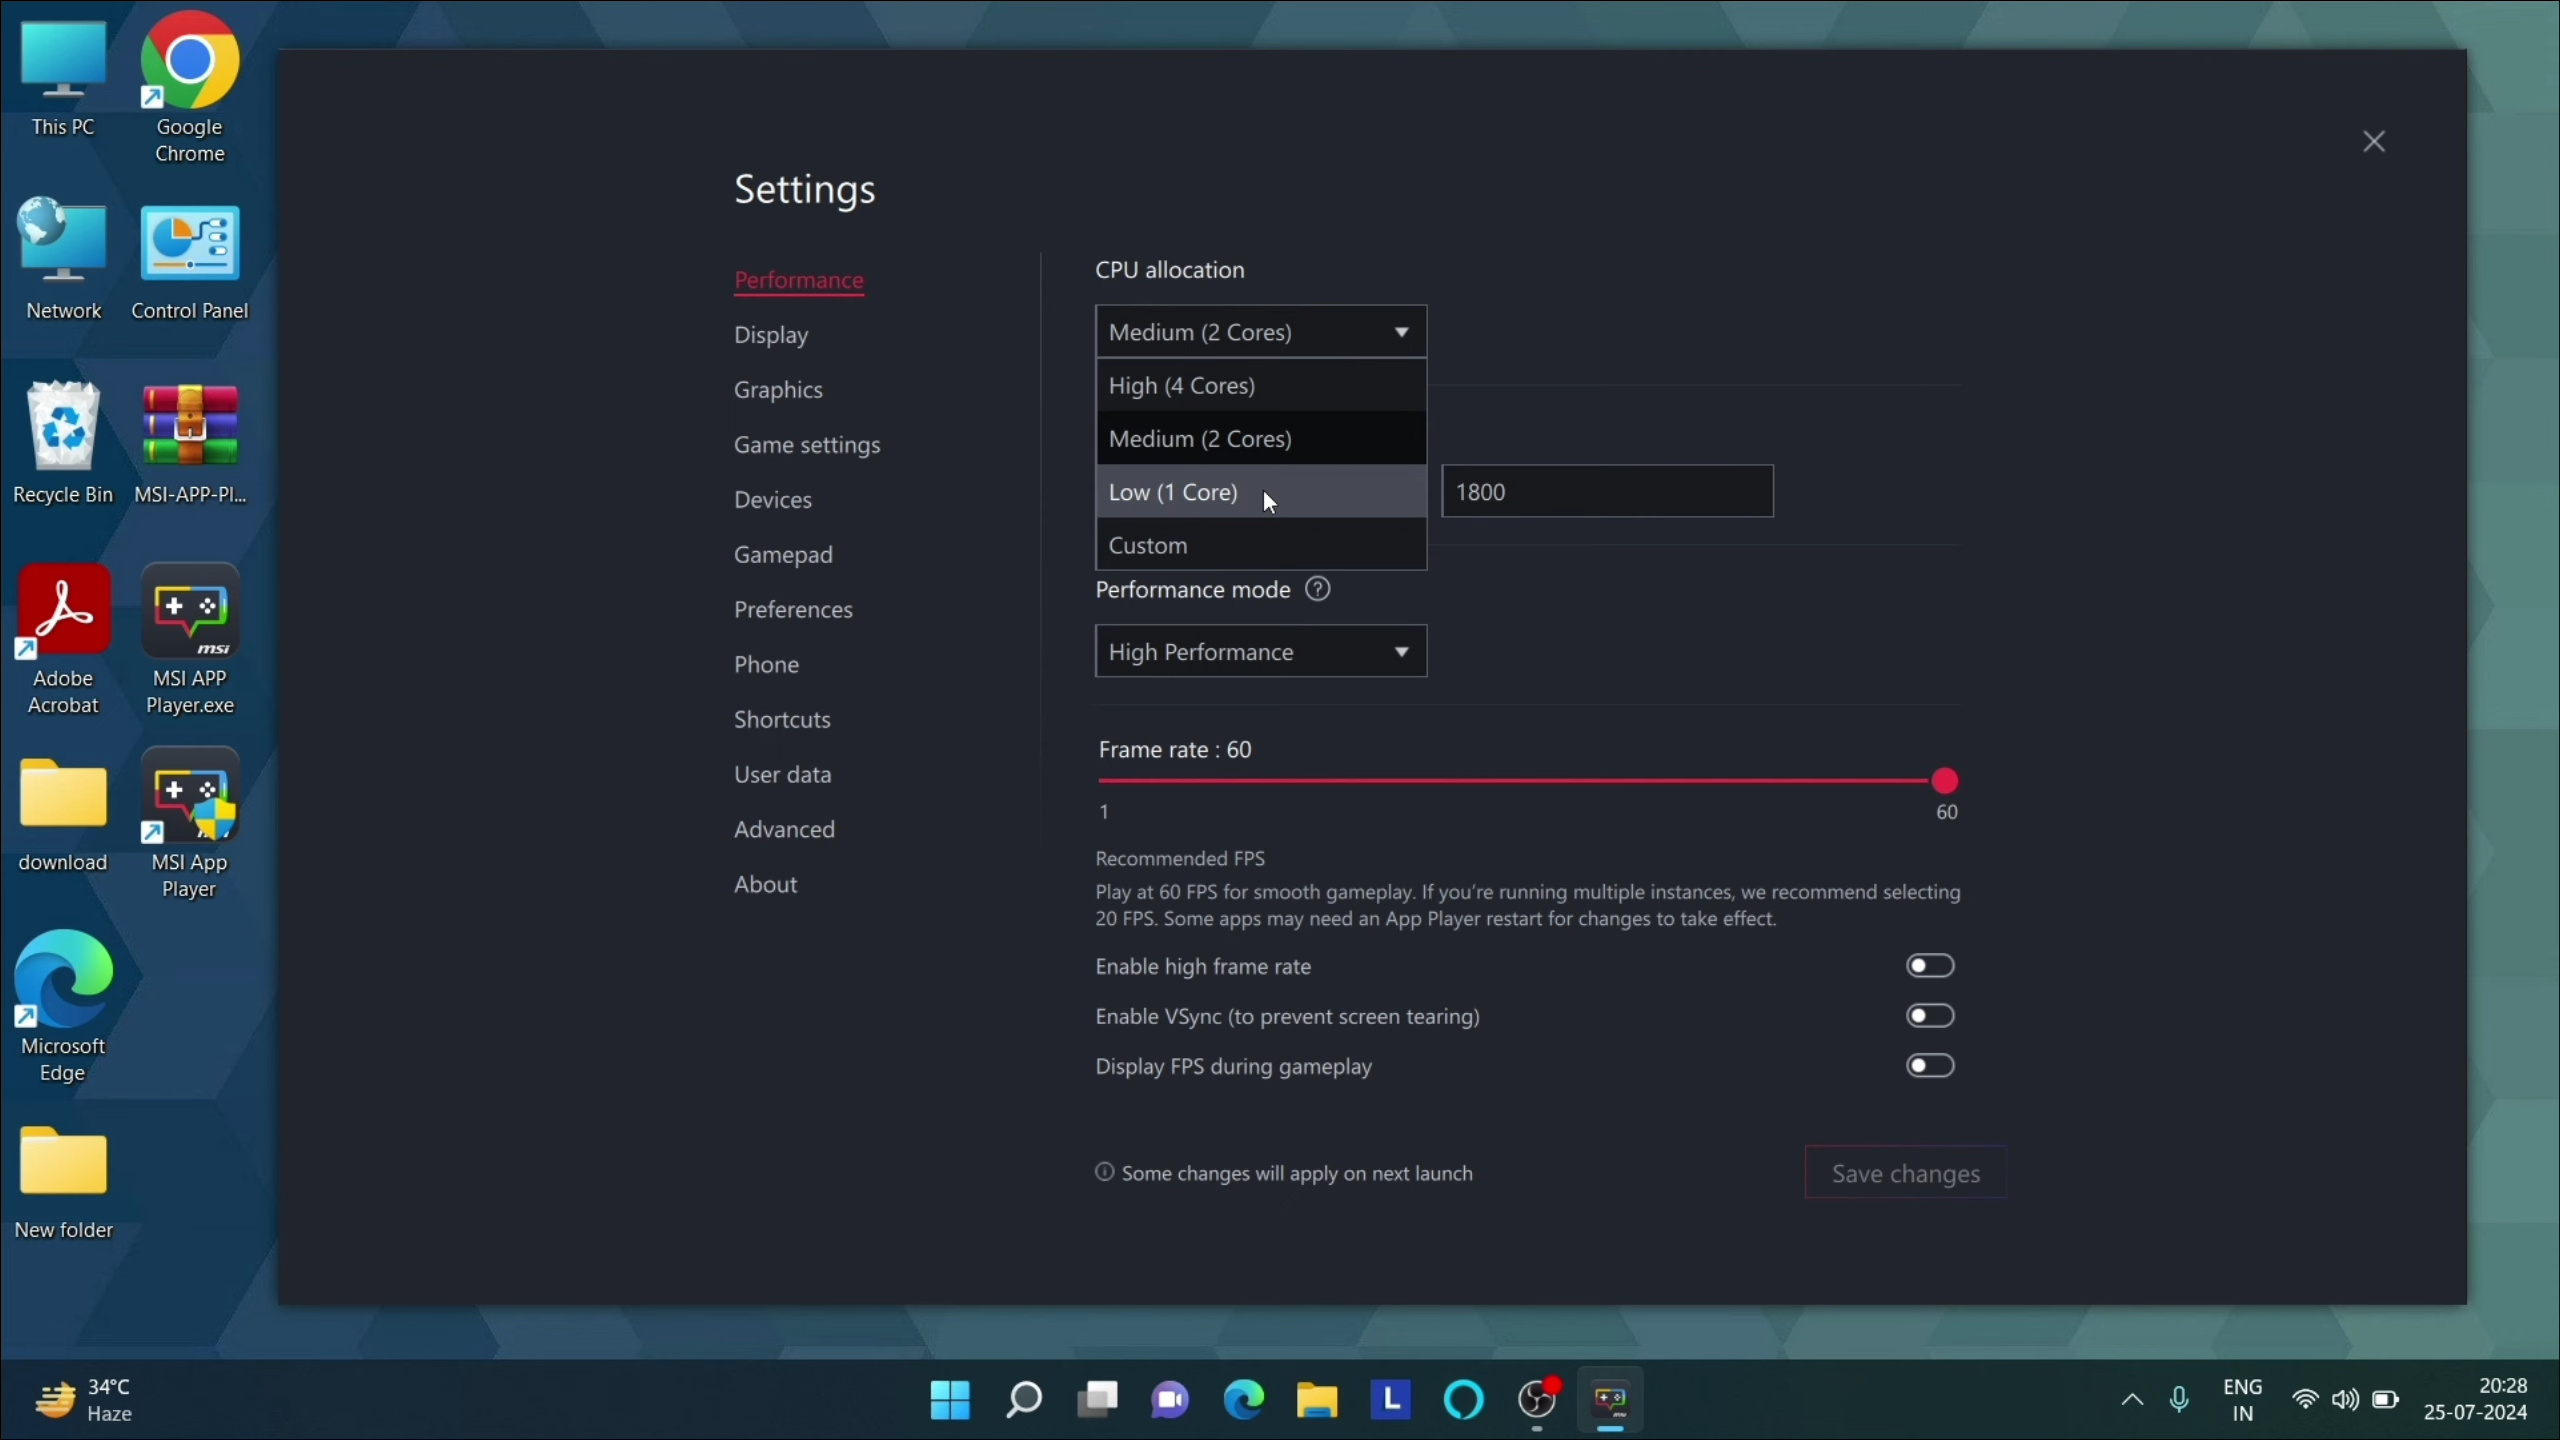 This PC
Google
Chrome
Network
Control Panel
Recycle Bin
MSI-APP-Pl...
Adobe
Acrobat
msi
MSI APP
Player.exe
download
MSI App
Player
Microsoft
Edge
New folder
Settings
Performance
Display
Graphics
Game settings
Devices
Gamepad
Preferences
Phone
Shortcuts
User data
Advanced
About
CPU allocation
Medium (2 Cores)
High (4 Cores)
Medium (2 Cores)
Low (1 Core)
1800
Custom
Performance mode ?
High Performance
Frame rate : 60
1
60
Recommended FPS
Play at 60 FPS for smooth gameplay. If you're running multiple instances, we recommend selecting
20 FPS. Some apps may need an App Player restart for changes to take effect.
Enable high frame rate
Enable VSync (to prevent screen tearing)
Display FPS during gameplay
Some changes will apply on next launch
Save changes
34°C
Haze
L
ENG
IN
20:28
25-07-2024